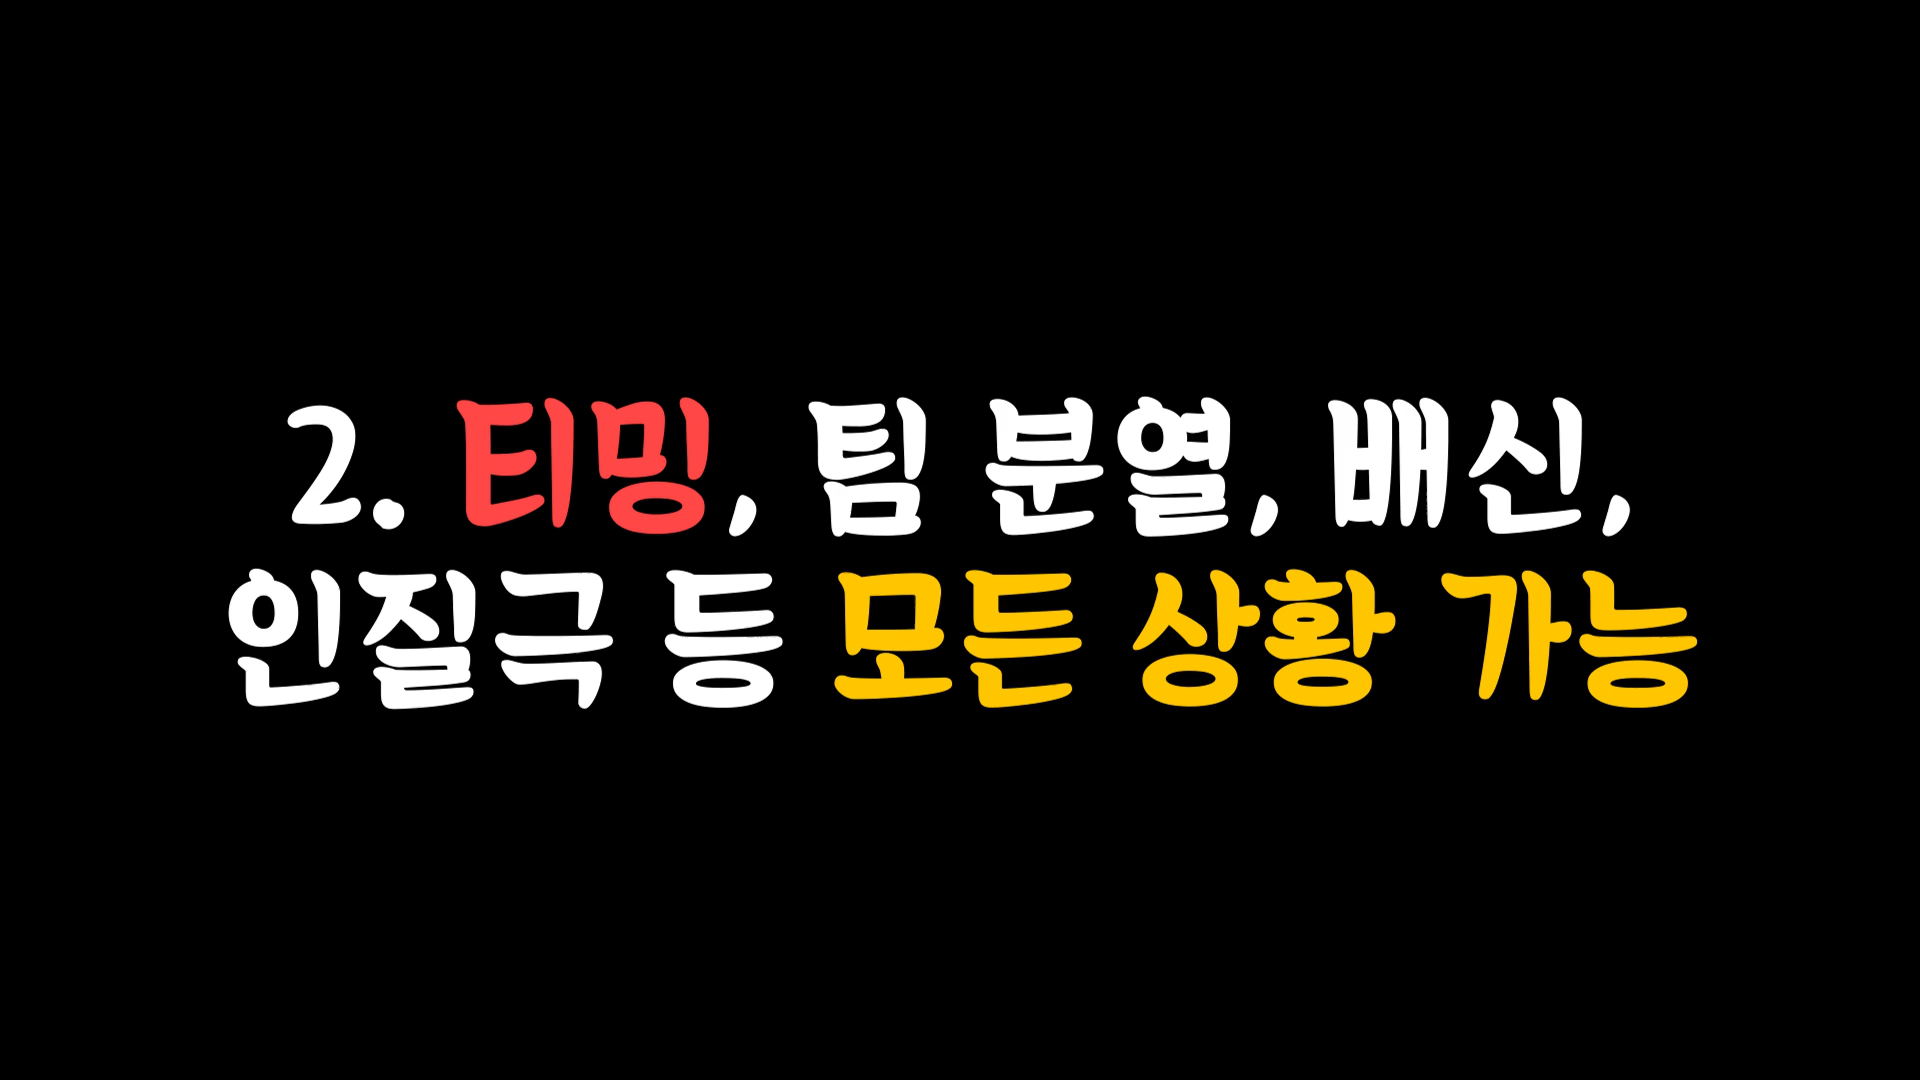 2. 티밍, 팀 분열, 배신,
인질극 등 모든 상황 가능